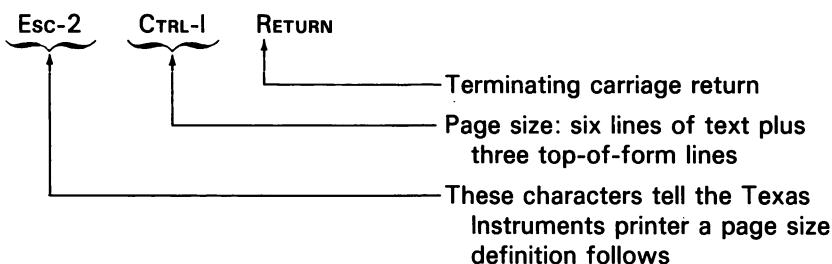 Esc-2 CTRL-I RETURN
Terminating carriage return
Page size: six lines of text plus
three top-of-form lines
These characters tell the Texas
Instruments printer a page size
definition follows